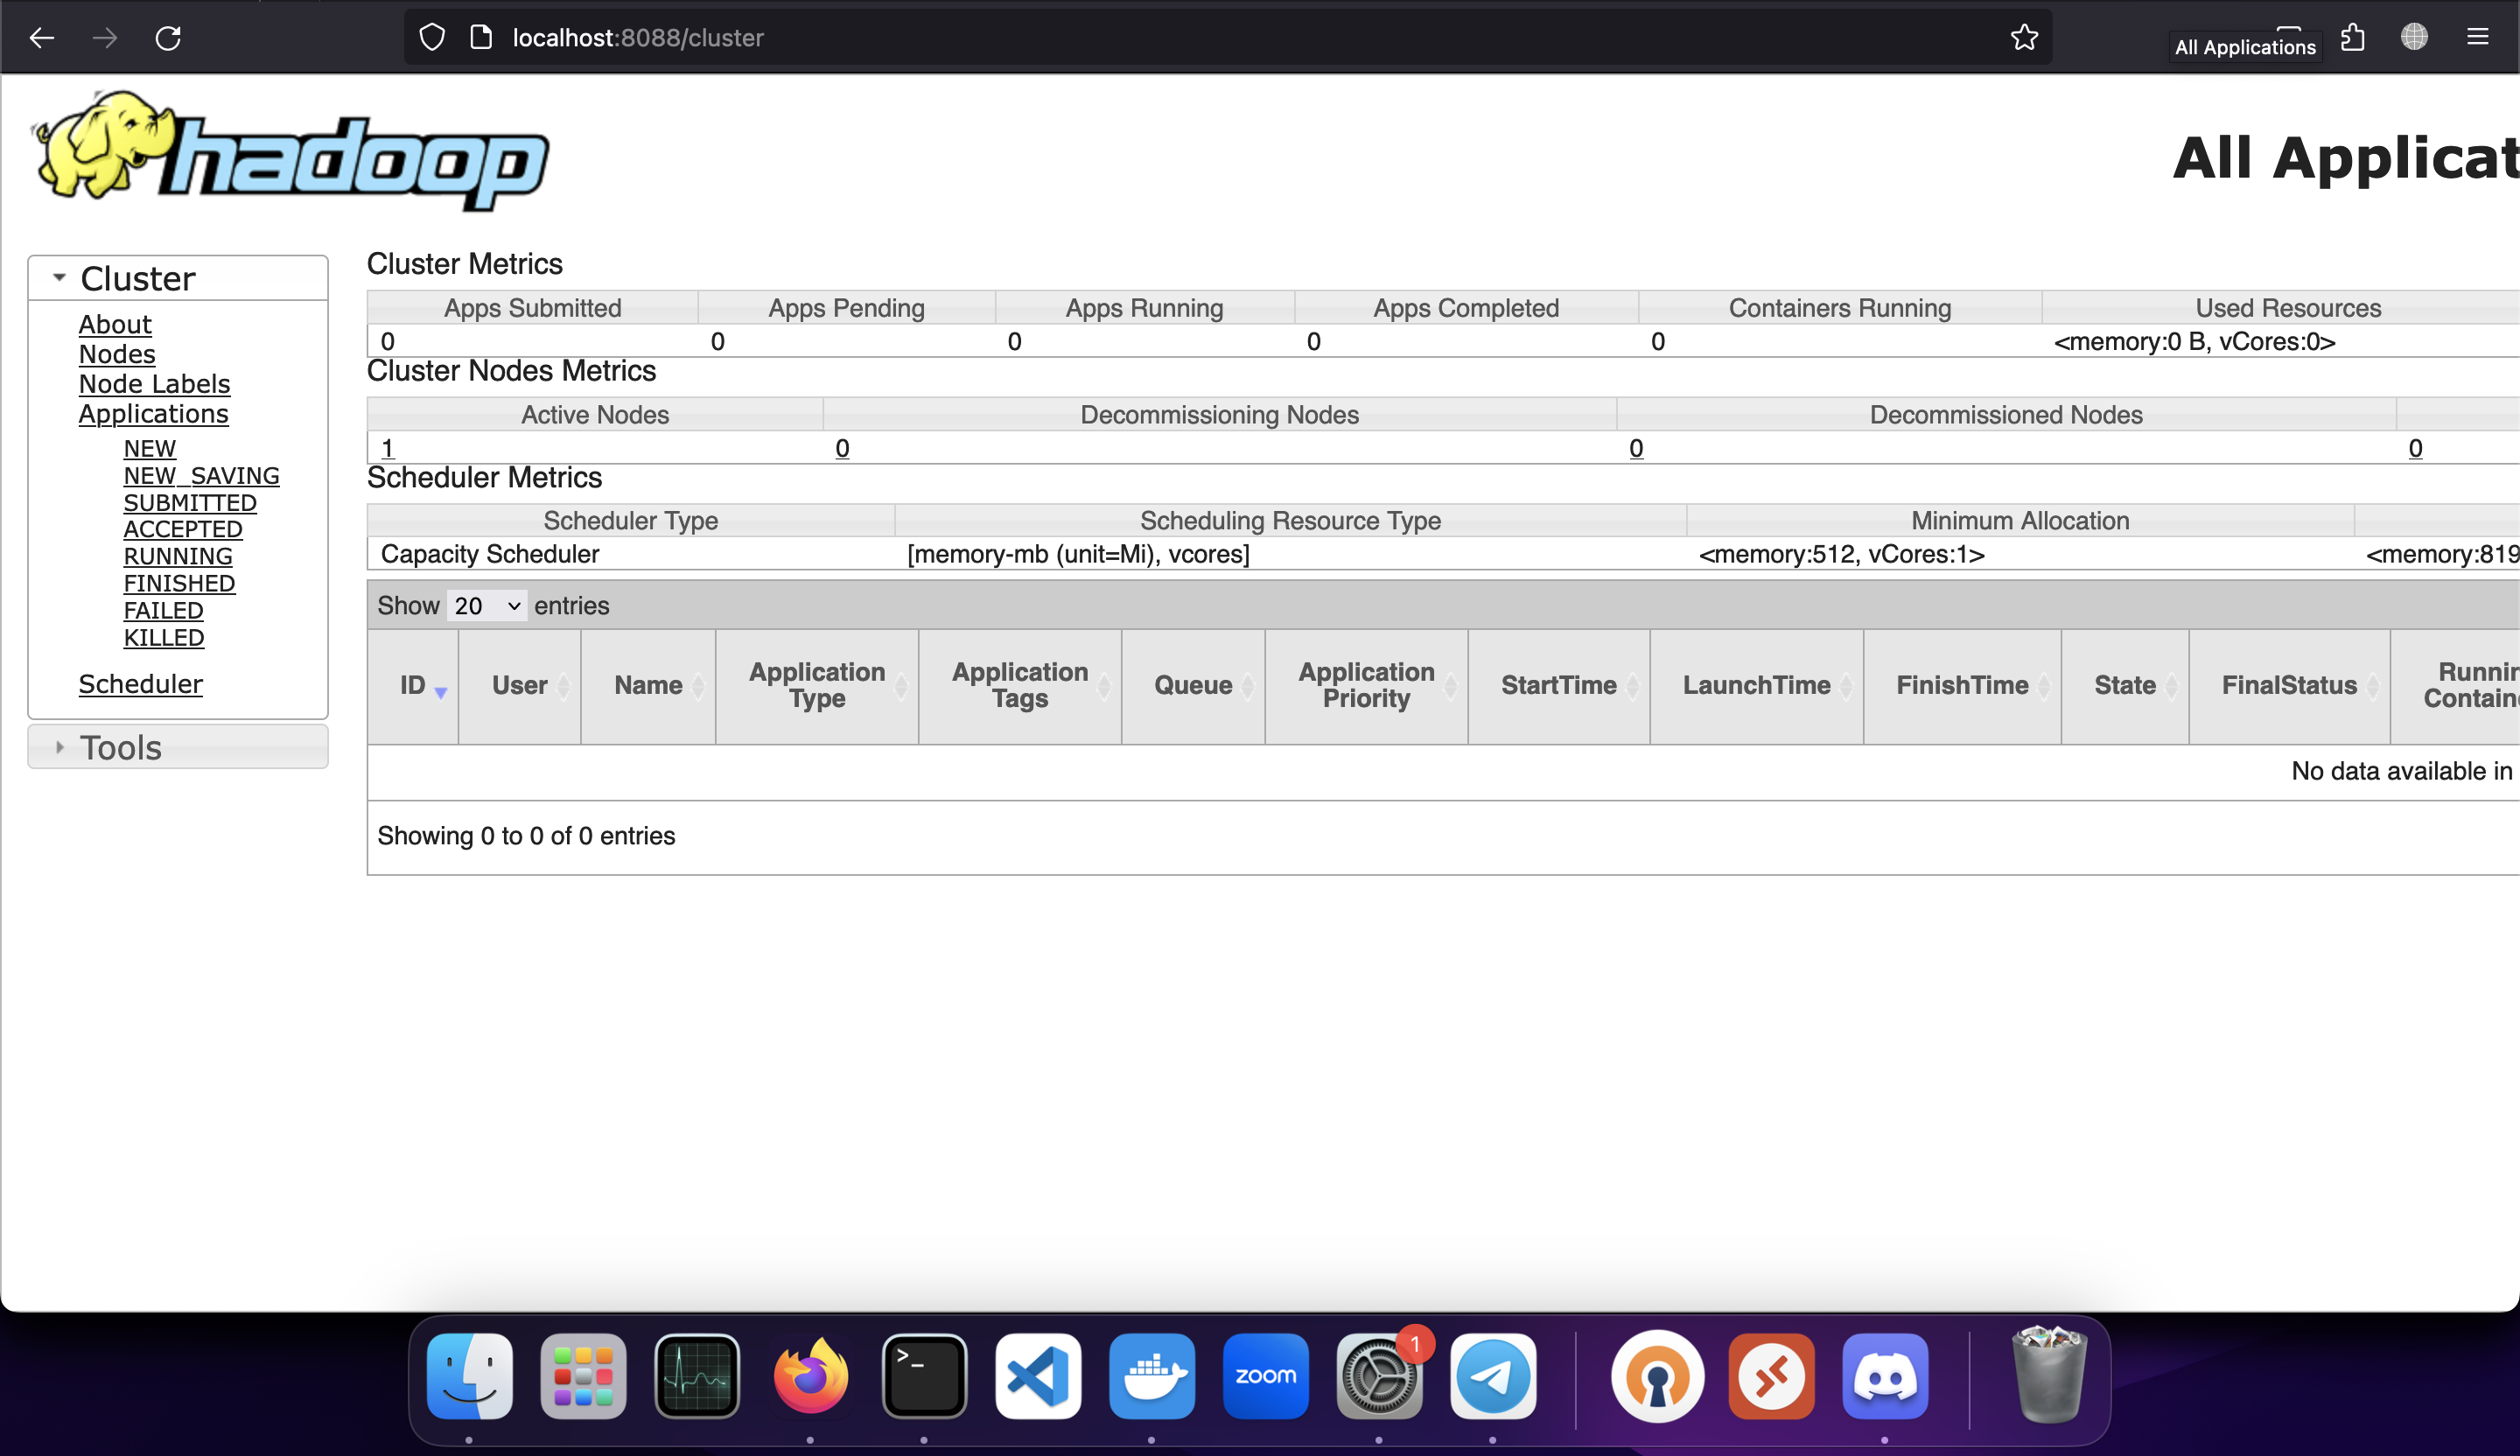 localhost:8088/cluster
All Applications
hadoop
All Applicat
Cluster
About
Nodes
Node Labels
Applications
NEW
NEW_SAVING
SUBMITTED
ACCEPTED
RUNNING
FINISHED
FAILED
KILLED
Scheduler
Tools
Cluster Metrics
Apps Submitted Apps Pending Apps Running Apps Completed Containers Running Used Resources
0 0 0 0 0 <memory:0 B, vCores:0>
Cluster Nodes Metrics
Active Nodes Decommissioning Nodes Decommissioned Nodes
1 0 0 0
Scheduler Metrics
Scheduler Type Scheduling Resource Type Minimum Allocation
Capacity Scheduler [memory-mb (unit=Mi), vcores] <memory:512, vCores:1> <memory:819
Show 20 entries
ID User Name Application Type Application Tags Queue Application Priority StartTime LaunchTime FinishTime State FinalStatus Runnin Contain
No data available in
Showing 0 to 0 of 0 entries
>_
zoom
1